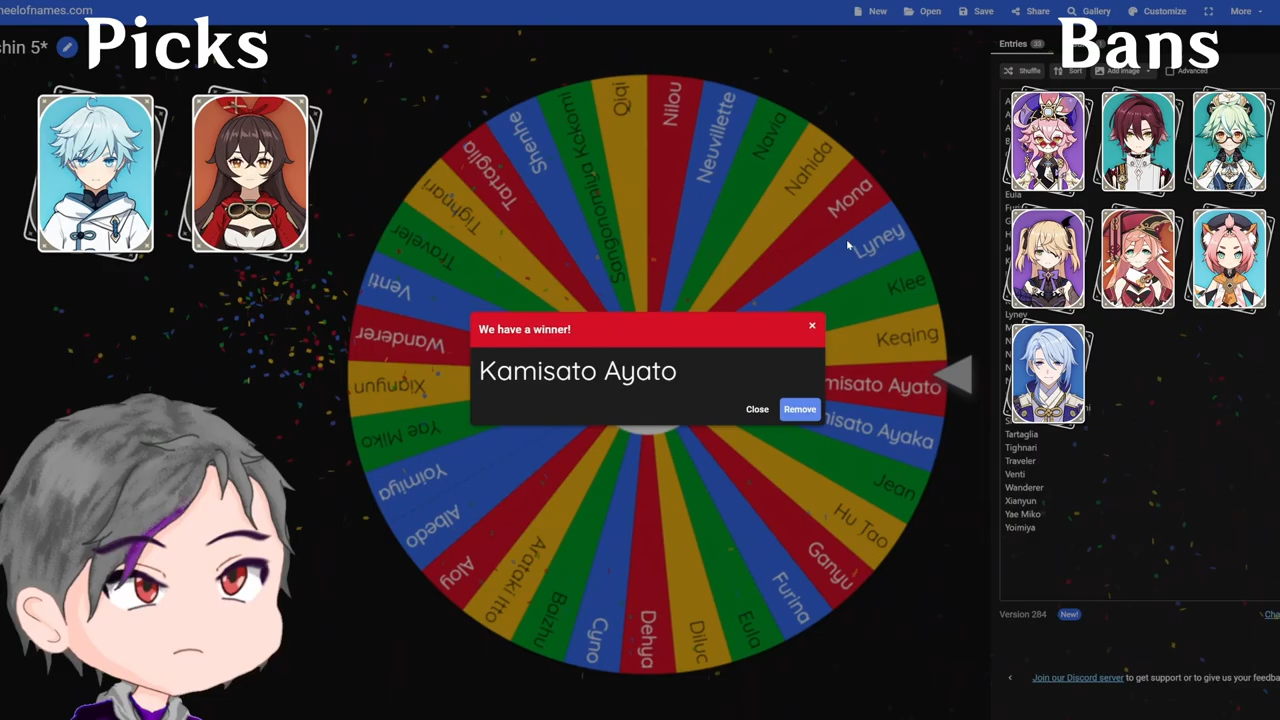 heelofnames.com
New
Open
Save
Share
Gallery
Customize
More
shin 5*
Picks
Bans
Entries 33
Shuffle
Sort
Add Image
Advanced
Nilou
Neuvillette
Navia
Nahida
Mona
Lyney
Klee
Keqing
misato Ayato
misato Ayaka
Jean
Hu Tao
Ganyu
Furina
Eula
Diluc
Dehya
Cyno
Baizhu
Arataki Itto
Aloy
Albedo
Yoimiya
Yae Miko
Xianyun
Wanderer
Venti
Traveler
Tighnari
Tartaglia
Shenhe
Sangonomiya Kokomi
Qiqi
We have a winner!
×
Kamisato Ayato
Close
Remove
Eula
Lyney
Tartaglia
Tighnari
Traveler
Venti
Wanderer
Xianyun
Yae Miko
Yoimiya
Version 284
New!
Cha
Join our Discord server to get support or to give us your feedba